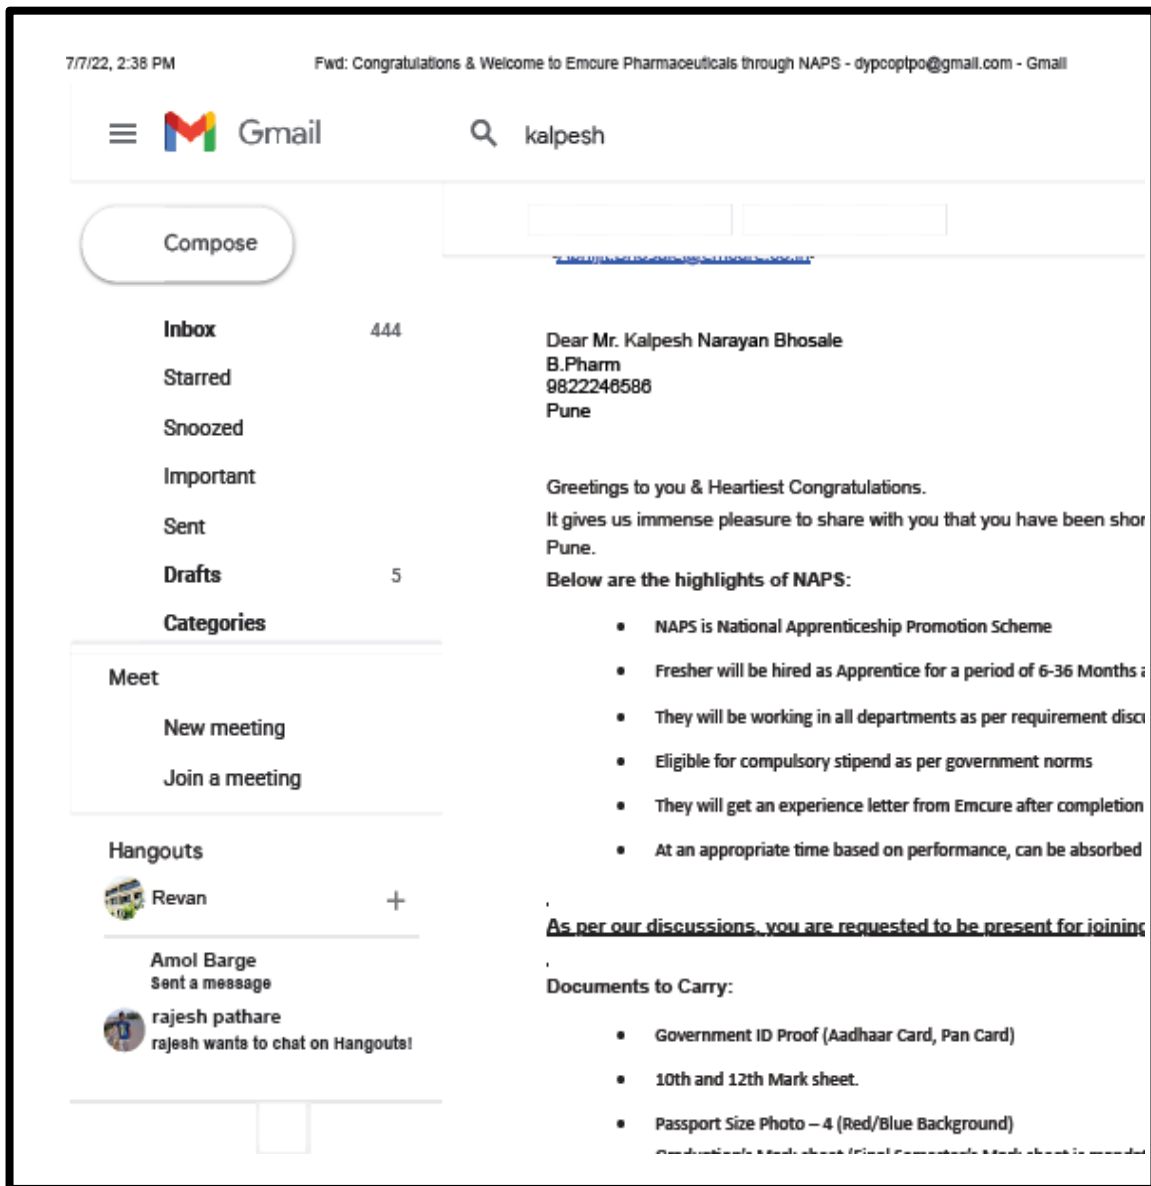 7/7/22, 2:38 PM Fwd: Congratulations & Welcome to Emcure Pharmaceuticals through NAPS - dypcoptpo@gmail.com - Gmail
Gmail
kalpesh
Compose
Inbox 444
Starred
Snoozed
Important
Sent
Drafts 5
Categories
Meet
New meeting
Join a meeting
Hangouts
Revan
Amol Barge
Sent a message
rajesh pathare
rajesh wants to chat on Hangouts!
Dear Mr. Kalpesh Narayan Bhosale
B.Pharm
9822246586
Pune
Greetings to you & Heartiest Congratulations.
It gives us immense pleasure to share with you that you have been shor
Pune.
Below are the highlights of NAPS:
• NAPS is National Apprenticeship Promotion Scheme
• Fresher will be hired as Apprentice for a period of 6-36 Months
• They will be working in all departments as per requirement disc
• Eligible for compulsory stipend as per government norms
• They will get an experience letter from Emcure after completion
• At an appropriate time based on performance, can be absorbed
.
As per our discussions, you are requested to be present for joining
.
Documents to Carry:
• Government ID Proof (Aadhaar Card, Pan Card)
• 10th and 12th Mark sheet.
• Passport Size Photo – 4 (Red/Blue Background)